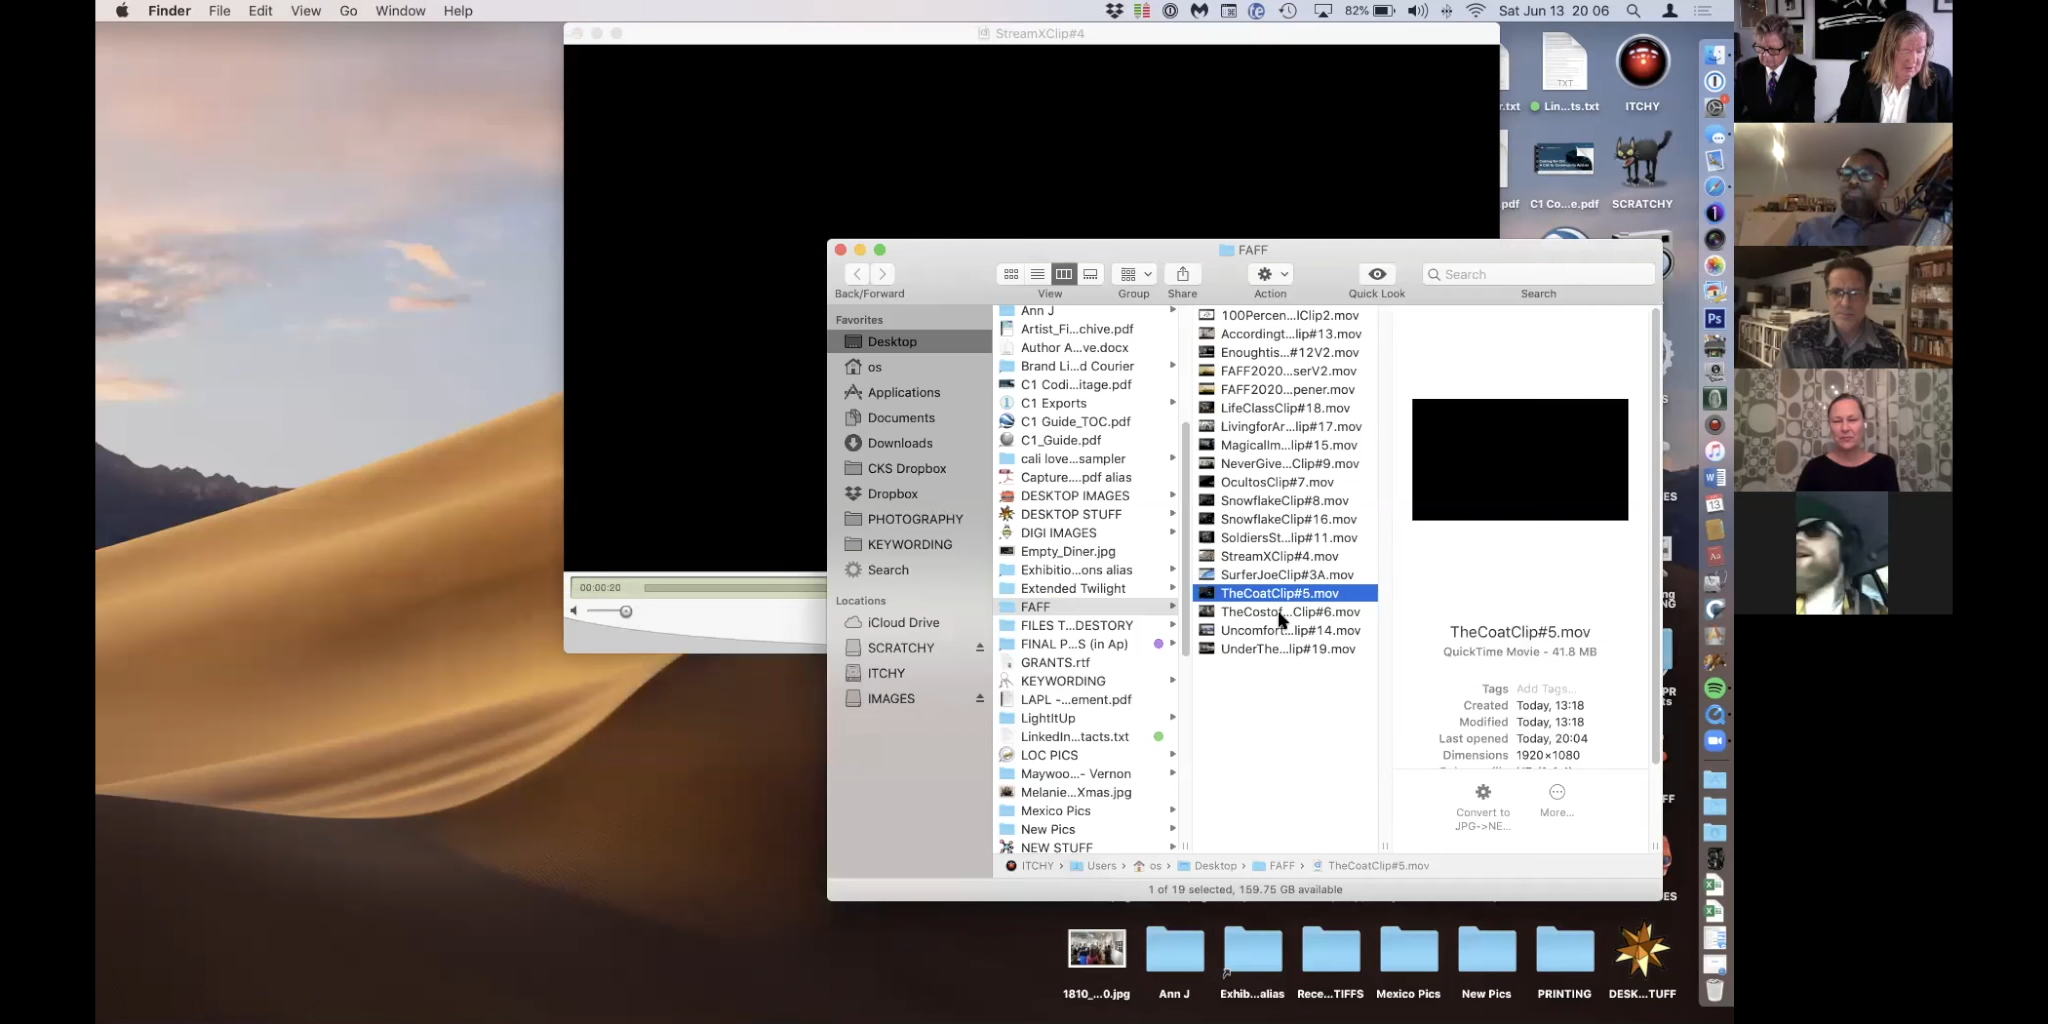 Finder File Edit View Go Window Help
82% Sat Jun 13 20 06
StreamXClip#4
TXT
r.txt Lin...ts.txt ITCHY
pdf C1 Co...e.pdf SCRATCHY
00:00:20
FAFF
Search
Back/Forward View Group Share Action Quick Look Search
Favorites
Desktop
os
Applications
Documents
Downloads
CKS Dropbox
Dropbox
PHOTOGRAPHY
KEYWORDING
Search
Locations
iCloud Drive
SCRATCHY
ITCHY
IMAGES
Ann J
Artist_Fi...chive.pdf
Author A...ve.docx
Brand Li...d Courier
C1 Codi...itage.pdf
C1 Exports
C1 Guide_TOC.pdf
C1_Guide.pdf
cali love...sampler
Capture....pdf alias
DESKTOP IMAGES
DESKTOP STUFF
DIGI IMAGES
Empty_Diner.jpg
Exhibitio...ons alias
Extended Twilight
FAFF
FILES T...DESTORY
FINAL P...S (in Ap)
GRANTS.rtf
KEYWORDING
LAPL -...ement.pdf
LightItUp
LinkedIn...tacts.txt
LOC PICS
Maywoo...- Vernon
Melanie...Xmas.jpg
Mexico Pics
New Pics
NEW STUFF
100Percen...lClip2.mov
Accordingt...lip#13.mov
Enoughtis...#12V2.mov
FAFF2020...serV2.mov
FAFF2020...pener.mov
LifeClassClip#18.mov
LivingforAr...lip#17.mov
MagicalIm...lip#15.mov
NeverGive...Clip#9.mov
OcultosClip#7.mov
SnowflakeClip#8.mov
SnowflakeClip#16.mov
SoldiersSt...lip#11.mov
StreamXClip#4.mov
SurferJoeClip#3A.mov
TheCoatClip#5.mov
TheCostof...Clip#6.mov
Uncomfort...lip#14.mov
UnderThe...lip#19.mov
TheCoatClip#5.mov
QuickTime Movie - 41.8 MB
Tags Add Tags...
Created Today, 13:18
Modified Today, 13:18
Last opened Today, 20:04
Dimensions 1920×1080
Convert to
JPG->NE...
More...
ITCHY › Users › os › Desktop › FAFF › TheCoatClip#5.mov
1 of 19 selected, 159.75 GB available
Ps
13
Aa
1810_...0.jpg Ann J Exhib...alias Rece...TIFFS Mexico Pics New Pics PRINTING DESK...TUFF